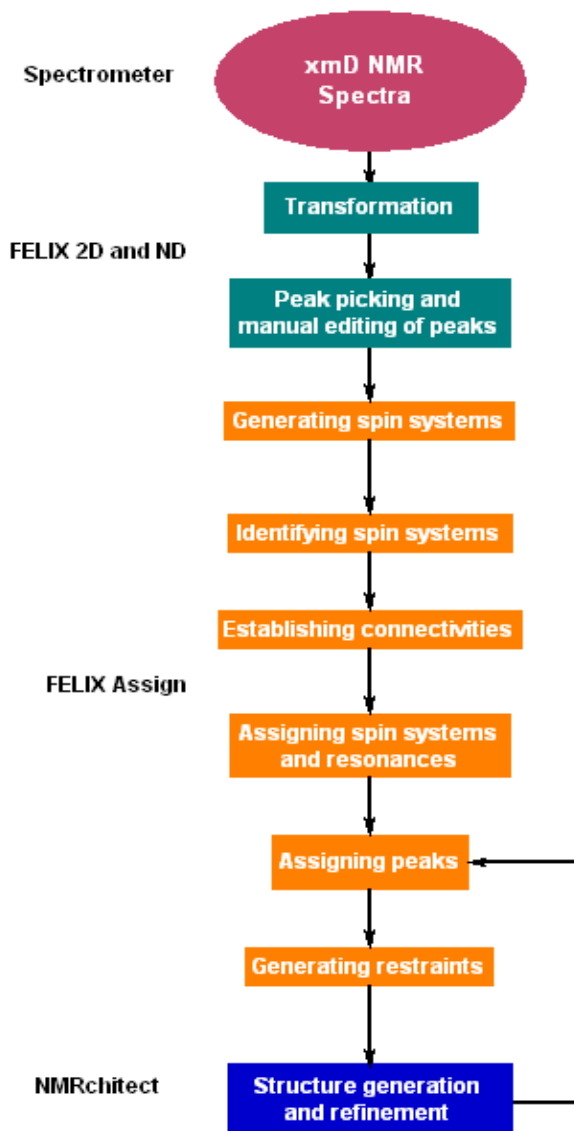 Spectrometer
xmD NMR
Spectra
Transformation
FELIX 2D and ND
Peak picking and
manual editing of peaks
Generating spin systems
Identifying spin systems
Establishing connectivities
FELIX Assign
Assigning spin systems
and resonances
Assigning peaks
Generating restraints
NMRchitect
Structure generation
and refinement